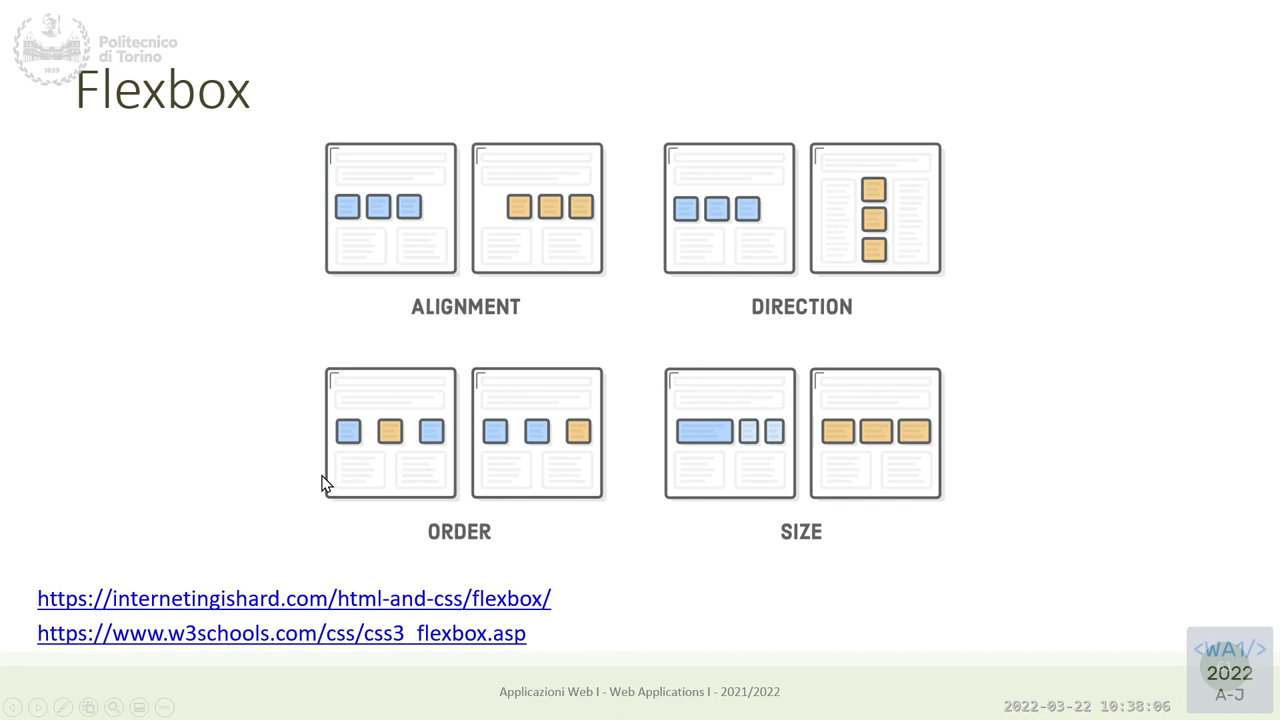 Politecnico
di Torino
1859
Flexbox
ALIGNMENT
DIRECTION
ORDER
SIZE
https://internetingishard.com/html-and-css/flexbox/
https://www.w3schools.com/css/css3_flexbox.asp
Applicazioni Web I - Web Applications I - 2021/2022
2022-03-22 10:38:06
<WA1/>
2022
A-J